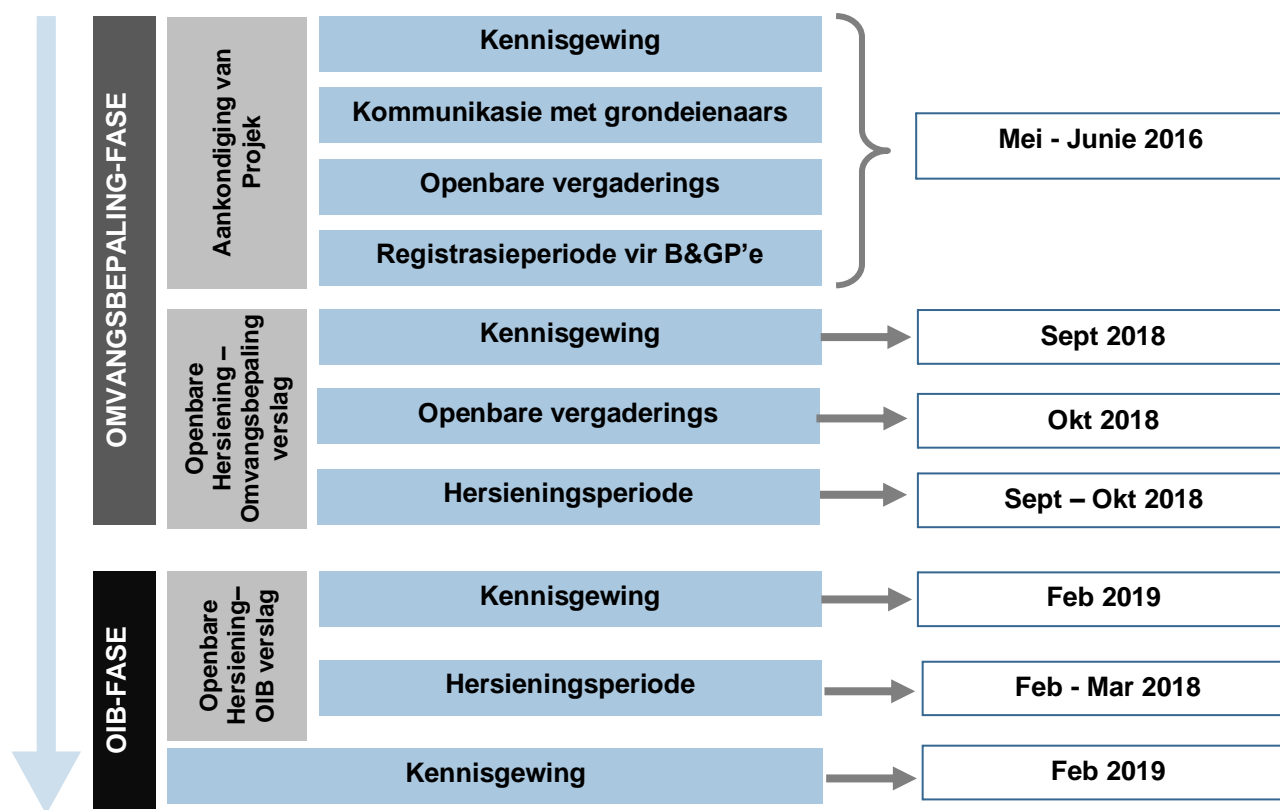 OMVANGSBEPALING-FASE
Aankondiging van
Projek
Kennisgewing
Kommunikasie met grondeienaars
Openbare vergaderings
Registrasieperiode vir B&GP’e
Mei - Junie 2016
Openbare
Hersiening –
Omvangsbepaling
verslag
Kennisgewing
Sept 2018
Openbare vergaderings
Okt 2018
Hersieningsperiode
Sept – Okt 2018
OIB-FASE
Openbare
Hersiening–
OIB verslag
Kennisgewing
Feb 2019
Hersieningsperiode
Feb - Mar 2018
Kennisgewing
Feb 2019